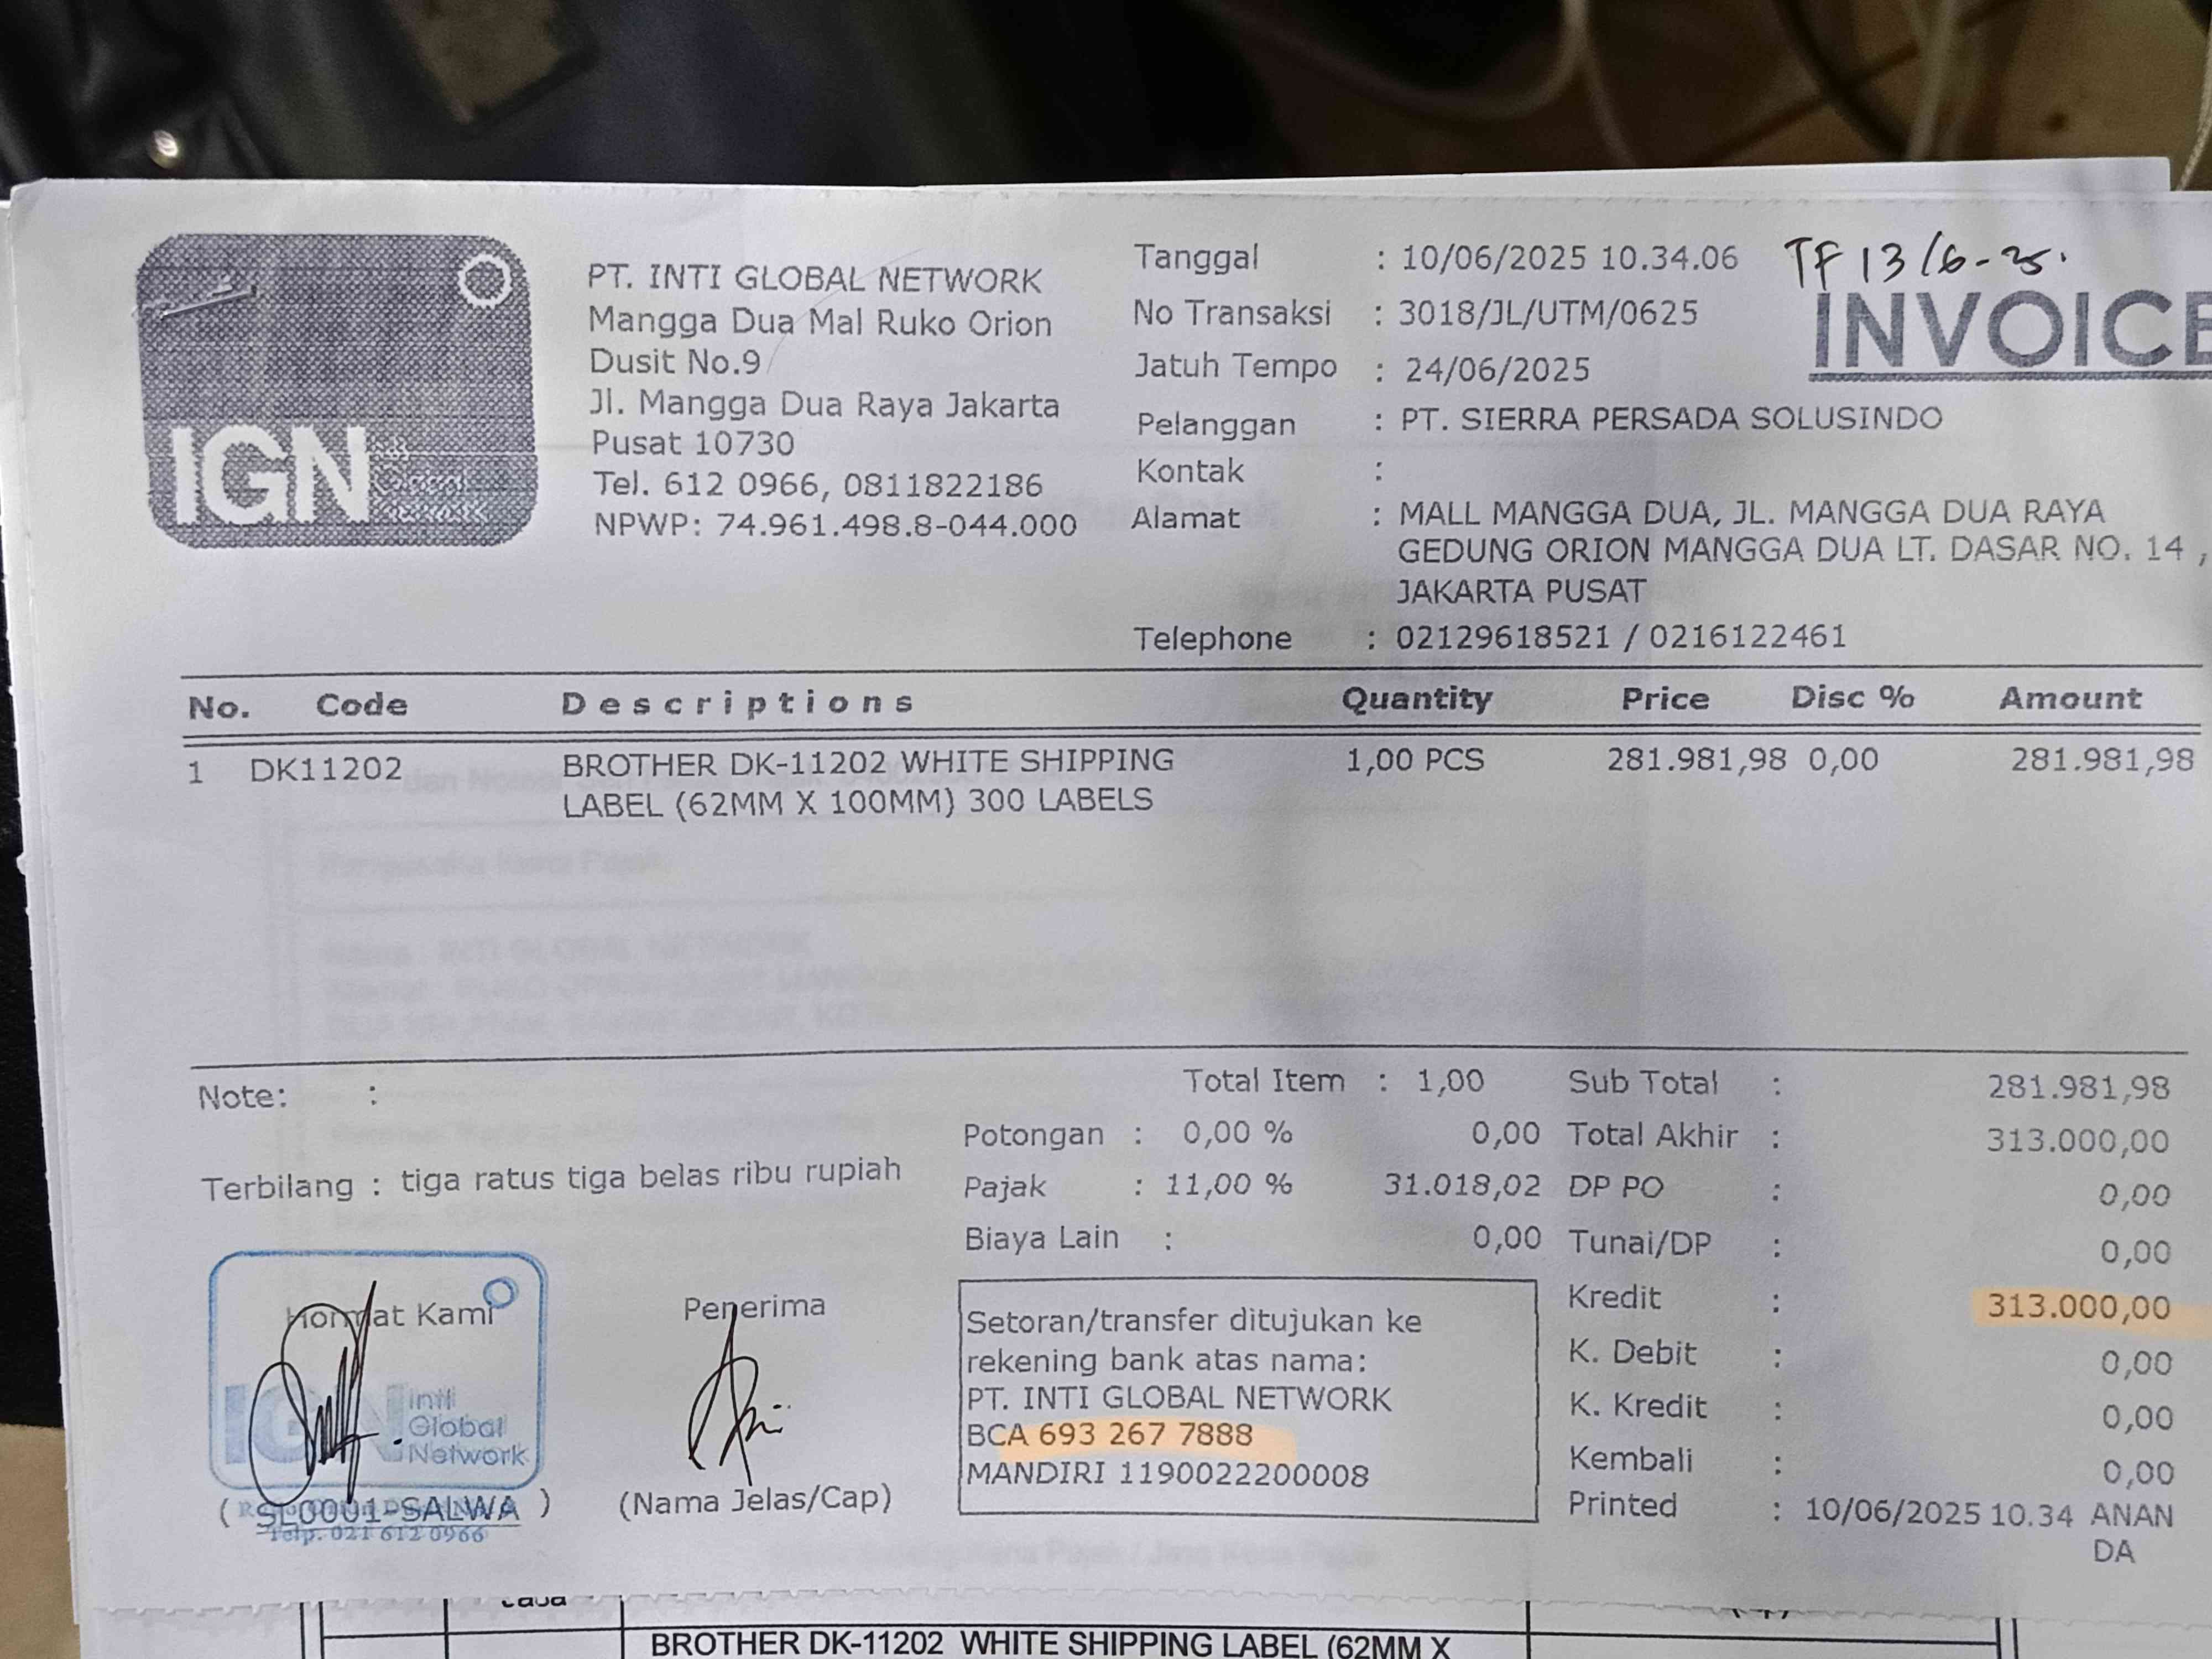 IGN
PT. INTI GLOBAL NETWORK
Mangga Dua Mal Ruko Orion
Dusit No.9
Jl. Mangga Dua Raya Jakarta
Pusat 10730
Tel. 612 0966, 0811822186
NPWP: 74.961.498.8-044.000
Tanggal : 10/06/2025 10.34.06
TF 13/6-25.
INVOICE
No Transaksi : 3018/JL/UTM/0625
Jatuh Tempo : 24/06/2025
Pelanggan : PT. SIERRA PERSADA SOLUSINDO
Kontak :
Alamat : MALL MANGGA DUA, JL. MANGGA DUA RAYA
GEDUNG ORION MANGGA DUA LT. DASAR NO. 14 ,
JAKARTA PUSAT
Telephone : 02129618521 / 0216122461
No. Code Descriptions Quantity Price Disc % Amount
1 DK11202 BROTHER DK-11202 WHITE SHIPPING 1,00 PCS 281.981,98 0,00 281.981,98
LABEL (62MM X 100MM) 300 LABELS
Note: : Total Item : 1,00 Sub Total : 281.981,98
Potongan : 0,00 % 0,00 Total Akhir : 313.000,00
Terbilang : tiga ratus tiga belas ribu rupiah Pajak : 11,00 % 31.018,02 DP PO : 0,00
Biaya Lain : 0,00 Tunai/DP : 0,00
Kredit : 313.000,00
K. Debit : 0,00
K. Kredit : 0,00
Kembali : 0,00
Printed : 10/06/2025 10.34 ANAN
DA
Hormat Kami
IGN Inti
Global
Network
( SL0001-SALWA )
Telp. 021 612 0966
Penerima
(Nama Jelas/Cap)
Setoran/transfer ditujukan ke
rekening bank atas nama:
PT. INTI GLOBAL NETWORK
BCA 693 267 7888
MANDIRI 1190022200008
BROTHER DK-11202 WHITE SHIPPING LABEL (62MM X